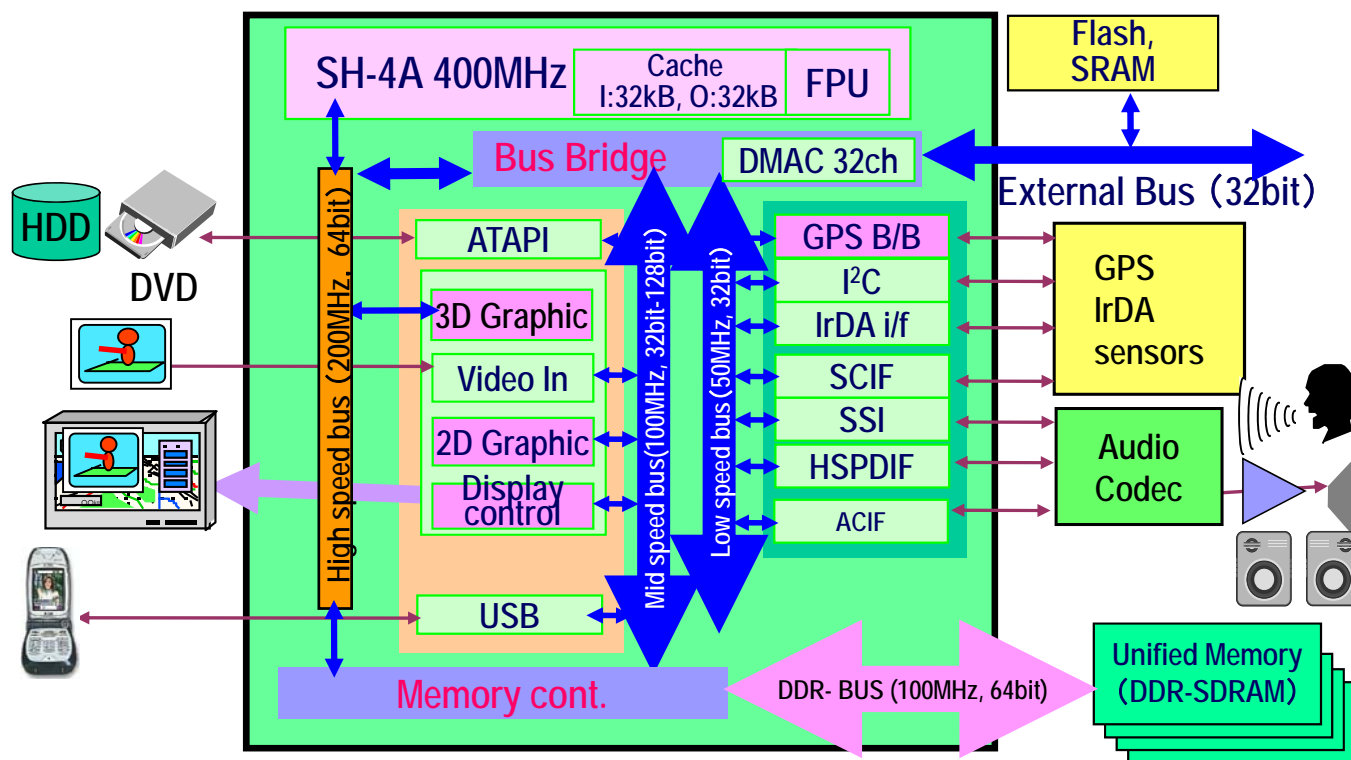 SH-4A 400MHz
Cache
I:32kB, O:32kB
FPU
Flash,
SRAM
Bus Bridge
DMAC 32ch
External Bus（32bit）
HDD
DVD
High speed bus（200MHz, 64bit)
ATAPI
3D Graphic
Video In
2D Graphic
Display
control
USB
Mid speed bus(100MHz, 32bit-128bit)
Low speed bus（50MHz, 32bit)
GPS B/B
I²C
IrDA i/f
SCIF
SSI
HSPDIF
ACIF
GPS
IrDA
sensors
Audio
Codec
Memory cont.
DDR- BUS (100MHz, 64bit)
Unified Memory
（DDR-SDRAM）